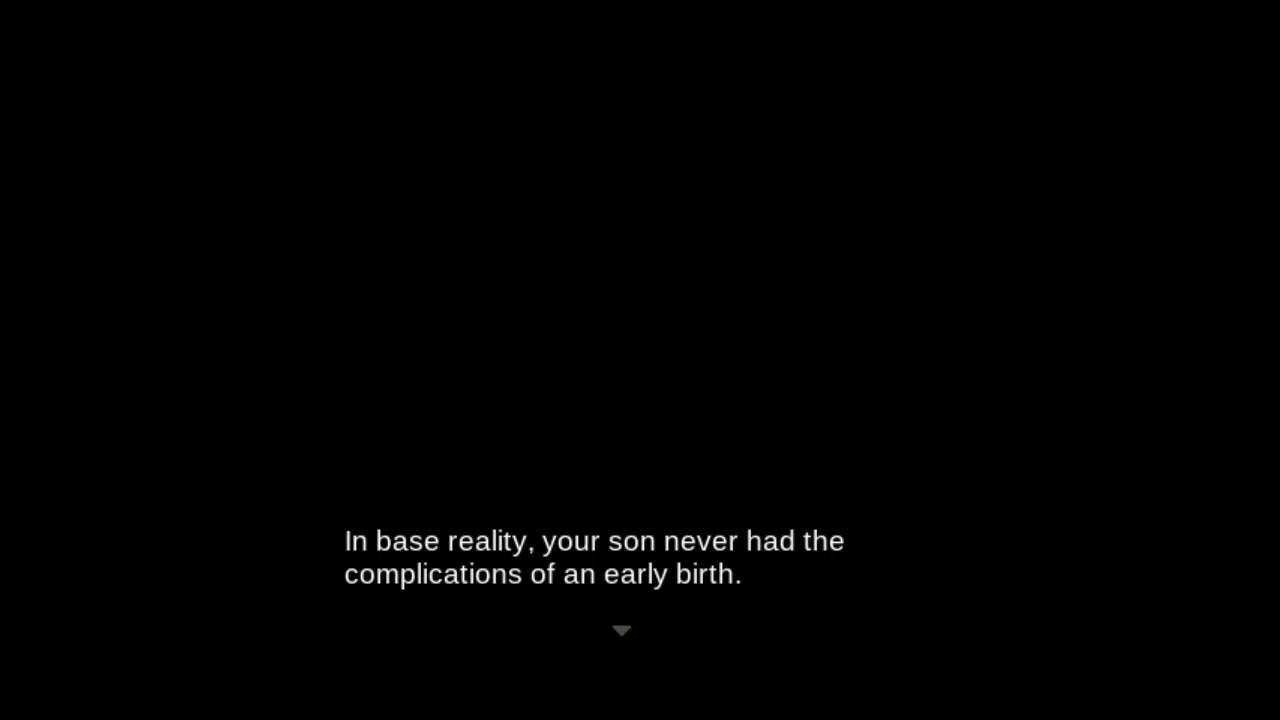 In base reality, your son never had the
complications of an early birth.